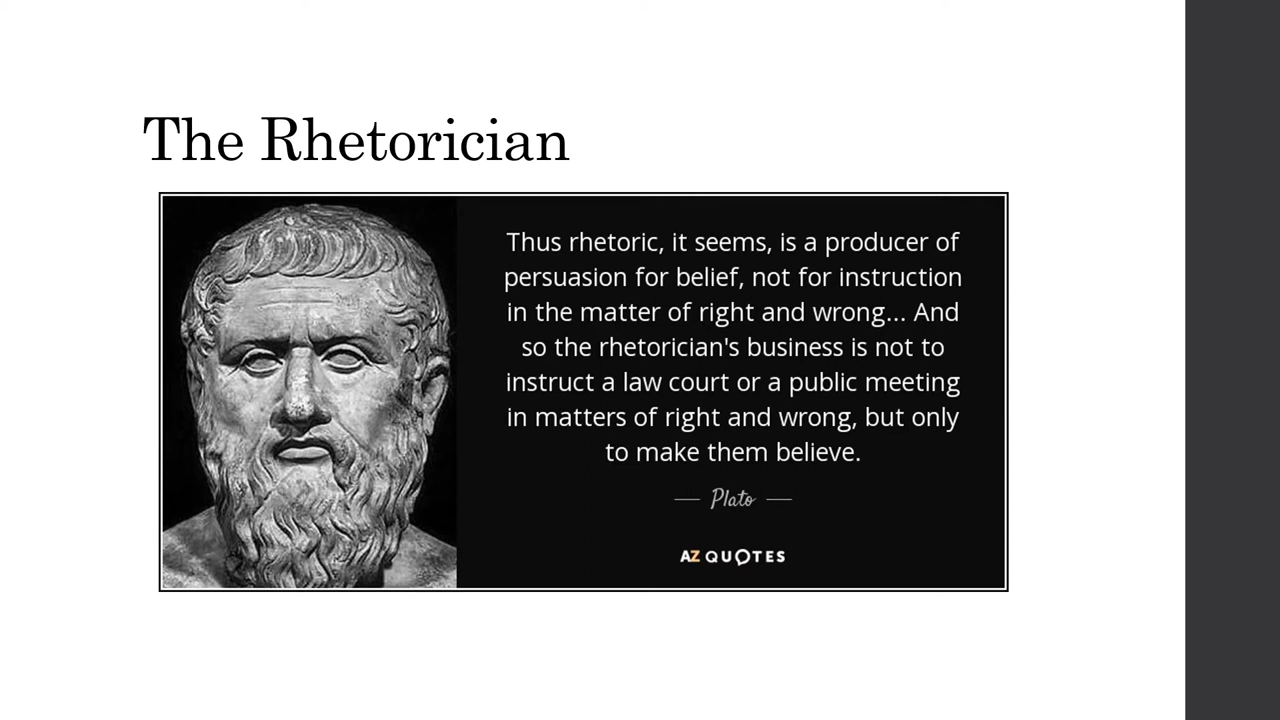 The Rhetorician
Thus rhetoric, it seems, is a producer of
persuasion for belief, not for instruction
in the matter of right and wrong... And
so the rhetorician's business is not to
instruct a law court or a public meeting
in matters of right and wrong, but only
to make them believe.
Plato
AZ QUOTES